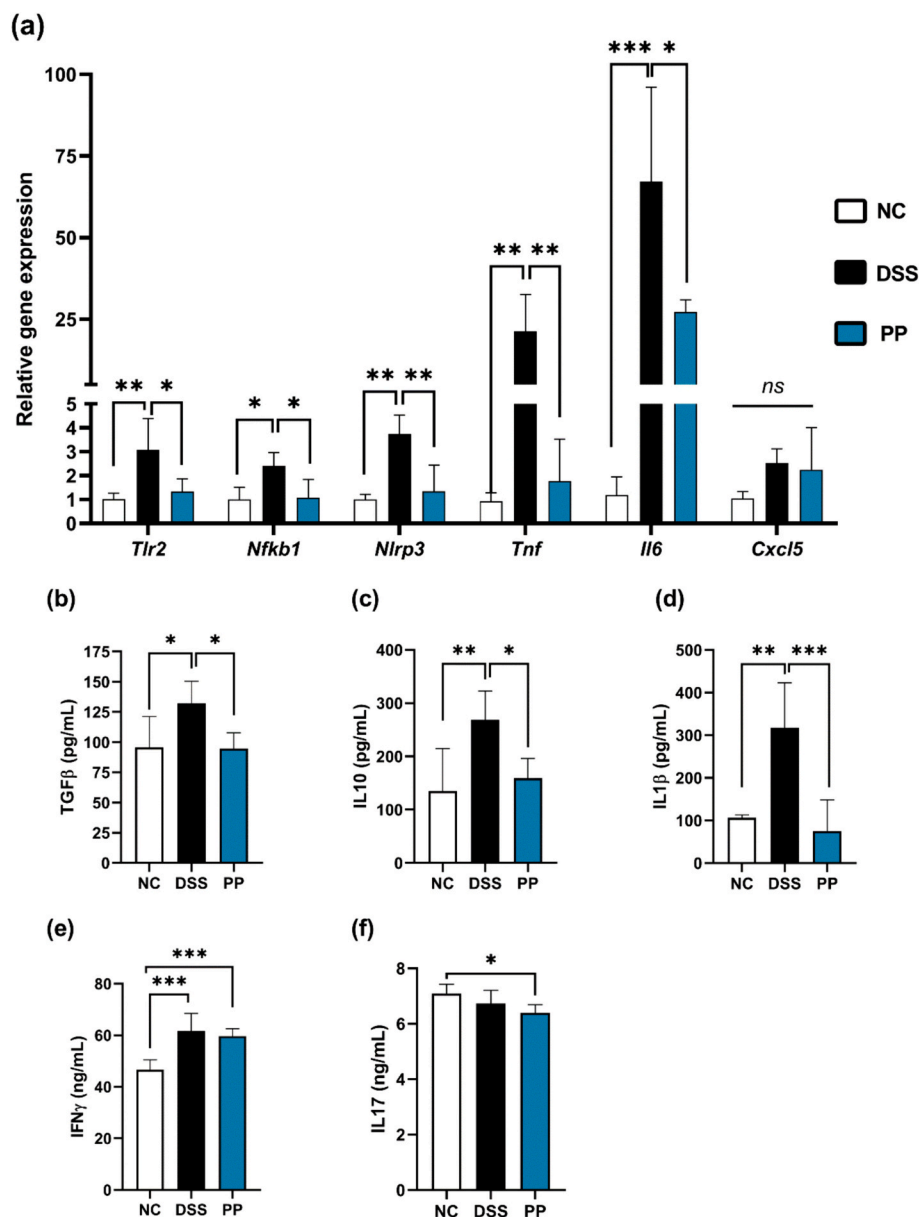 (a)
*** *
100
75
50
25
5
4
3
2
1
0
Relative gene expression
** *
* *
** **
** **
ns
NC
DSS
PP
Tlr2 Nfkb1 Nlrp3 Tnf Il6 Cxcl5
(b)
* *
175
150
125
100
75
50
25
0
TGFβ (pg/mL)
NC DSS PP
(c)
** *
400
300
200
100
0
IL10 (pg/mL)
NC DSS PP
(d)
** ***
500
400
300
200
100
0
IL1β (pg/mL)
NC DSS PP
(e)
***
***
80
60
40
20
0
IFNγ (ng/mL)
NC DSS PP
(f)
*
8
6
4
2
0
IL17 (ng/mL)
NC DSS PP